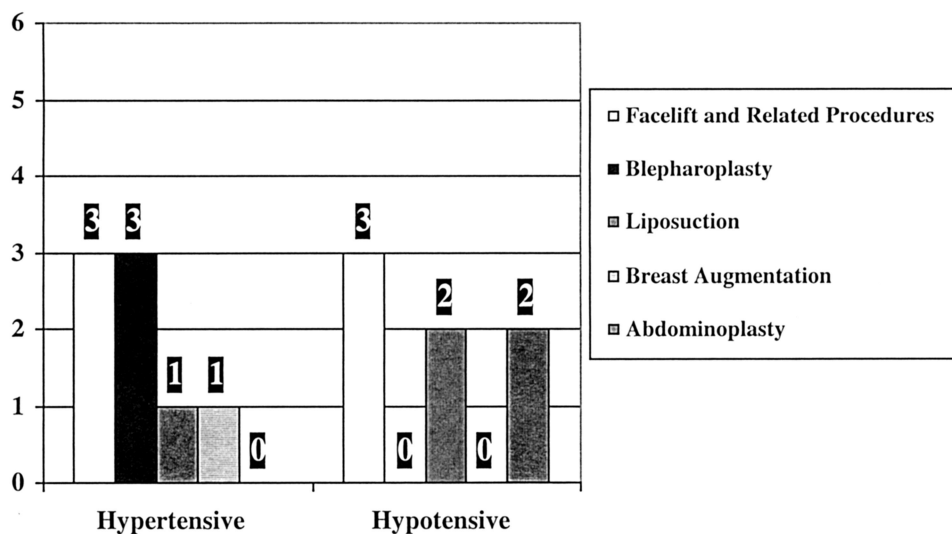 6
5
4
3
2
1
0
3 3 1 1 0
3 0 2 0 2
Hypertensive Hypotensive
Facelift and Related Procedures
Blepharoplasty
Liposuction
Breast Augmentation
Abdominoplasty